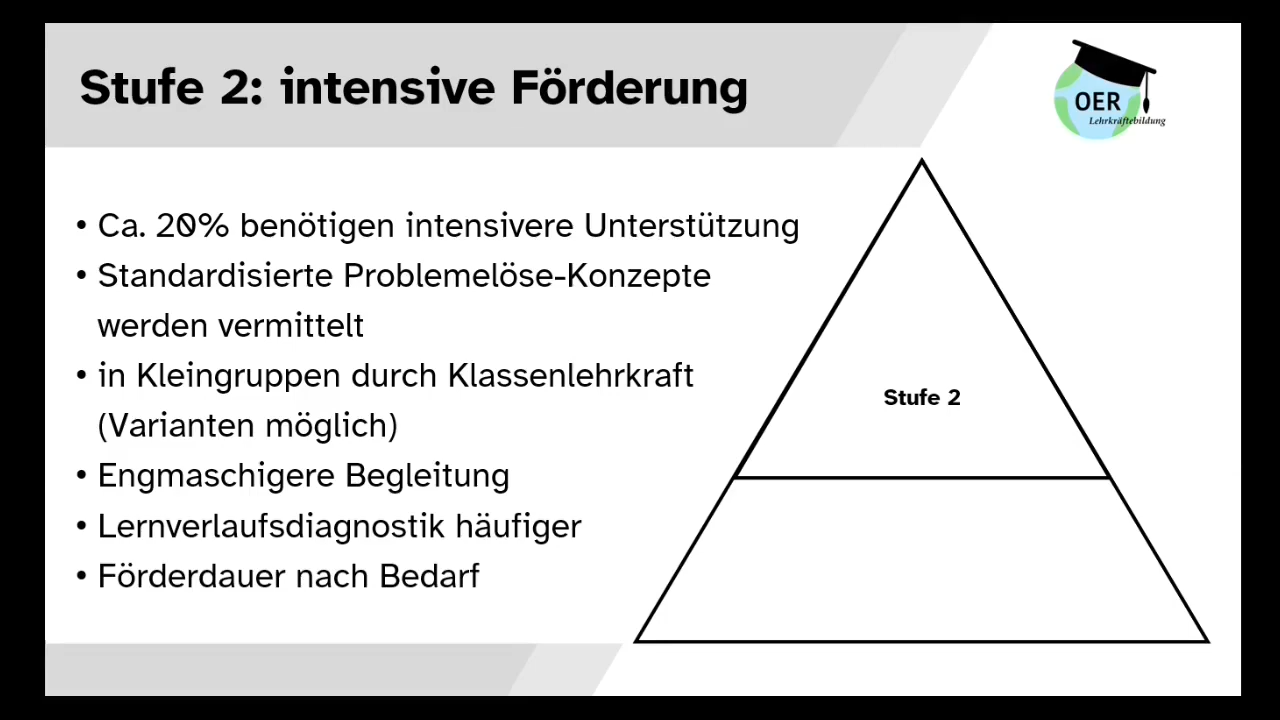 Stufe 2: intensive Förderung
OER
Lehrkräftebildung
• Ca. 20% benötigen intensivere Unterstützung
• Standardisierte Problemelöse-Konzepte
werden vermittelt
• in Kleingruppen durch Klassenlehrkraft
(Varianten möglich)
• Engmaschigere Begleitung
• Lernverlaufsdiagnostik häufiger
• Förderdauer nach Bedarf
Stufe 2